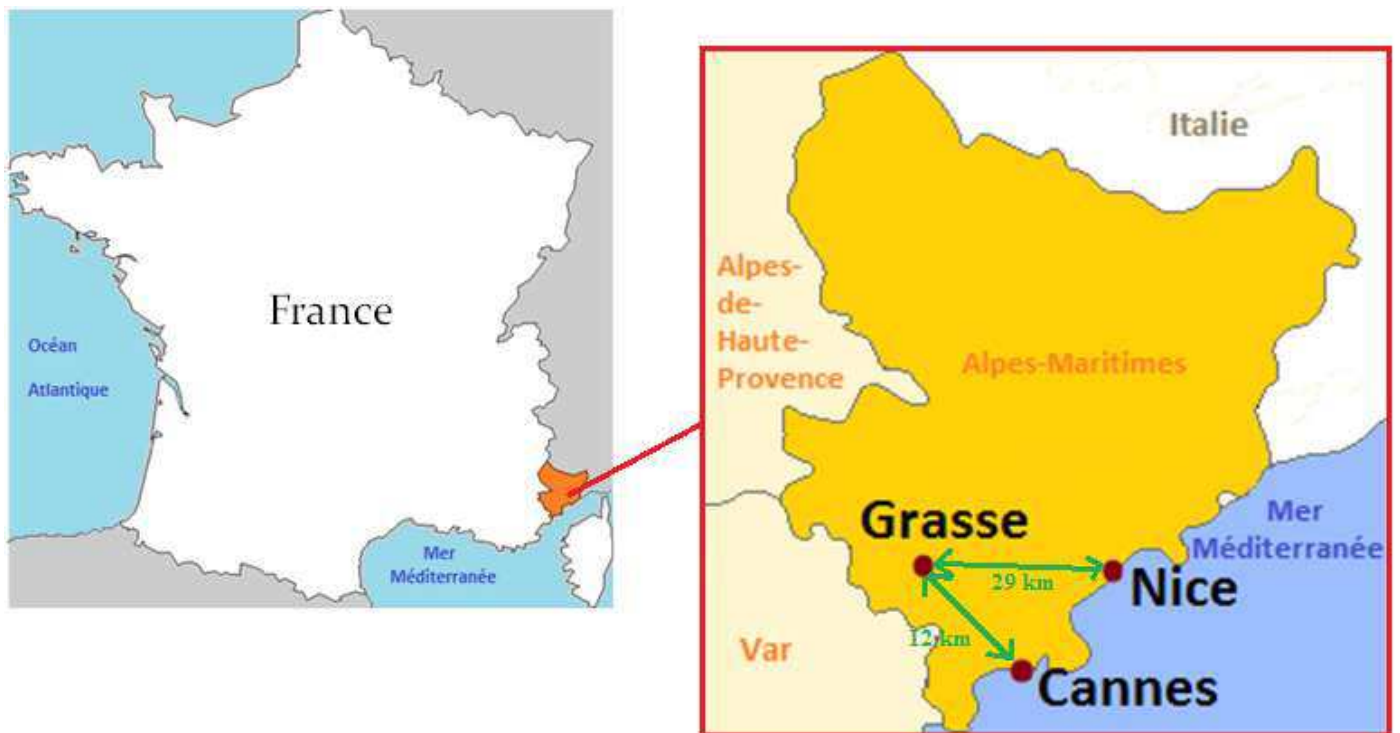 France
Océan
Atlantique
Mer
Méditerranée
Italie
Alpes-
de-
Haute-
Provence
Alpes-Maritimes
Grasse
Mer
Méditerranée
29 km
Nice
12 km
Var
Cannes